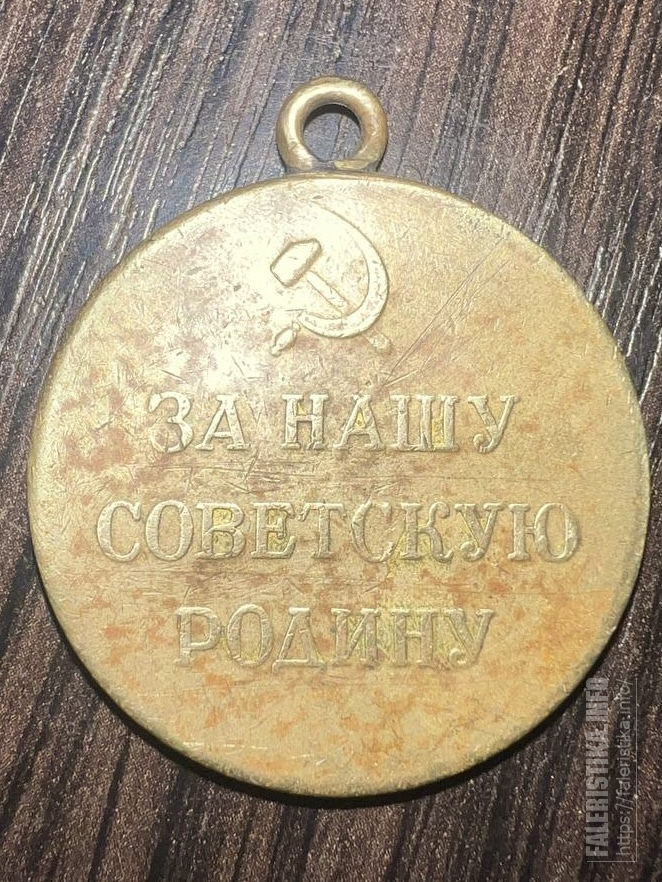 ЗА НАШУ
СОВЕТСКУЮ
РОДИНУ
FALERISTIKA.INFO
https://faleristika.info/